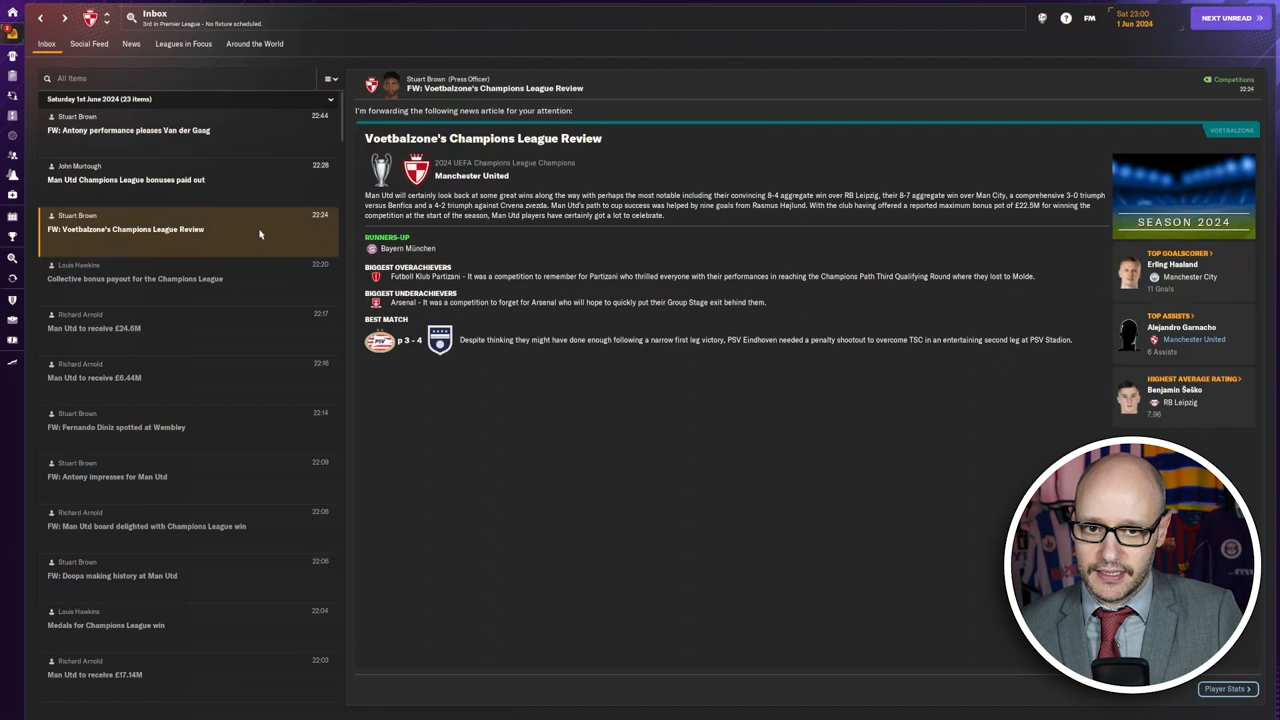 Inbox
3rd in Premier League - No fixture scheduled.
FM
Sat 23:00
1 Jun 2024
NEXT UNREAD
Inbox
Social Feed
News
Leagues in Focus
Around the World
All Items
Saturday 1st June 2024 (23 items)
Stuart Brown
22:44
FW: Antony performance pleases Van der Gaag
John Murtough
22:28
Man Utd Champions League bonuses paid out
Stuart Brown
22:24
FW: Voetbalzone's Champions League Review
Louis Hawkins
22:20
Collective bonus payout for the Champions League
Richard Arnold
22:17
Man Utd to receive £24.6M
Richard Arnold
22:16
Man Utd to receive £6.44M
Stuart Brown
22:14
FW: Fernando Diniz spotted at Wembley
Stuart Brown
22:09
FW: Antony impresses for Man Utd
Richard Arnold
22:06
FW: Man Utd board delighted with Champions League win
Stuart Brown
22:06
FW: Doopa making history at Man Utd
Louis Hawkins
22:04
Medals for Champions League win
Richard Arnold
22:03
Man Utd to receive £17.14M
Stuart Brown (Press Officer)
FW: Voetbalzone's Champions League Review
Competitions
22:24
I'm forwarding the following news article for your attention:
VOETBALZONE
Voetbalzone's Champions League Review
2024 UEFA Champions League Champions
Manchester United
Man Utd will certainly look back at some great wins along the way with perhaps the most notable including their convincing 8-4 aggregate win over RB Leipzig, their 8-7 aggregate win over Man City, a comprehensive 3-0 triumph
versus Benfica and a 4-2 triumph against Crvena zvezda. Man Utd's path to cup success was helped by nine goals from Rasmus Højlund. With the club having offered a reported maximum bonus pot of £22.5M for winning the
competition at the start of the season, Man Utd players have certainly got a lot to celebrate.
RUNNERS-UP
Bayern München
BIGGEST OVERACHIEVERS
Futboll Klub Partizani - It was a competition to remember for Partizani who thrilled everyone with their performances in reaching the Champions Path Third Qualifying Round where they lost to Molde.
BIGGEST UNDERACHIEVERS
Arsenal - It was a competition to forget for Arsenal who will hope to quickly put their Group Stage exit behind them.
BEST MATCH
PSV
p 3 - 4
Despite thinking they might have done enough following a narrow first leg victory, PSV Eindhoven needed a penalty shootout to overcome TSC in an entertaining second leg at PSV Stadion.
SEASON 2024
TOP GOALSCORER
Erling Haaland
Manchester City
11 Goals
TOP ASSISTS
Alejandro Garnacho
Manchester United
6 Assists
HIGHEST AVERAGE RATING
Benjamin Šeško
RB Leipzig
7.96
Player Stats